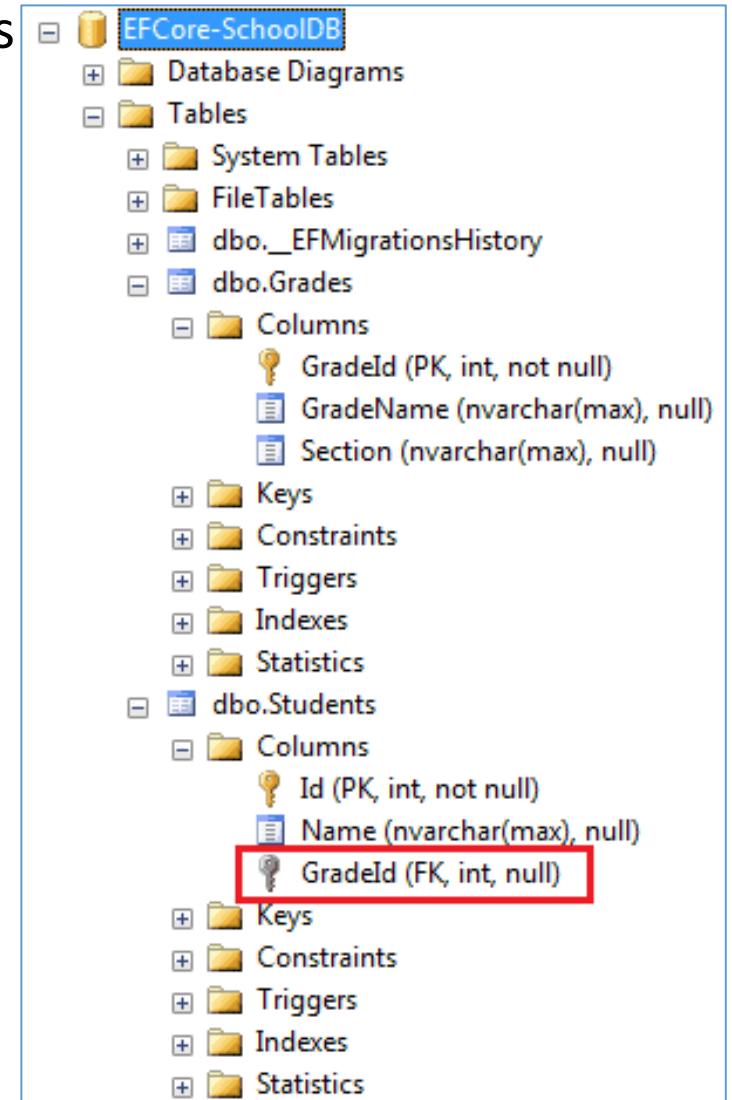 s
EFCore-SchoolDB
Database Diagrams
Tables
System Tables
FileTables
dbo.__EFMigrationsHistory
dbo.Grades
Columns
GradeId (PK, int, not null)
GradeName (nvarchar(max), null)
Section (nvarchar(max), null)
Keys
Constraints
Triggers
Indexes
Statistics
dbo.Students
Columns
Id (PK, int, not null)
Name (nvarchar(max), null)
GradeId (FK, int, null)
Keys
Constraints
Triggers
Indexes
Statistics